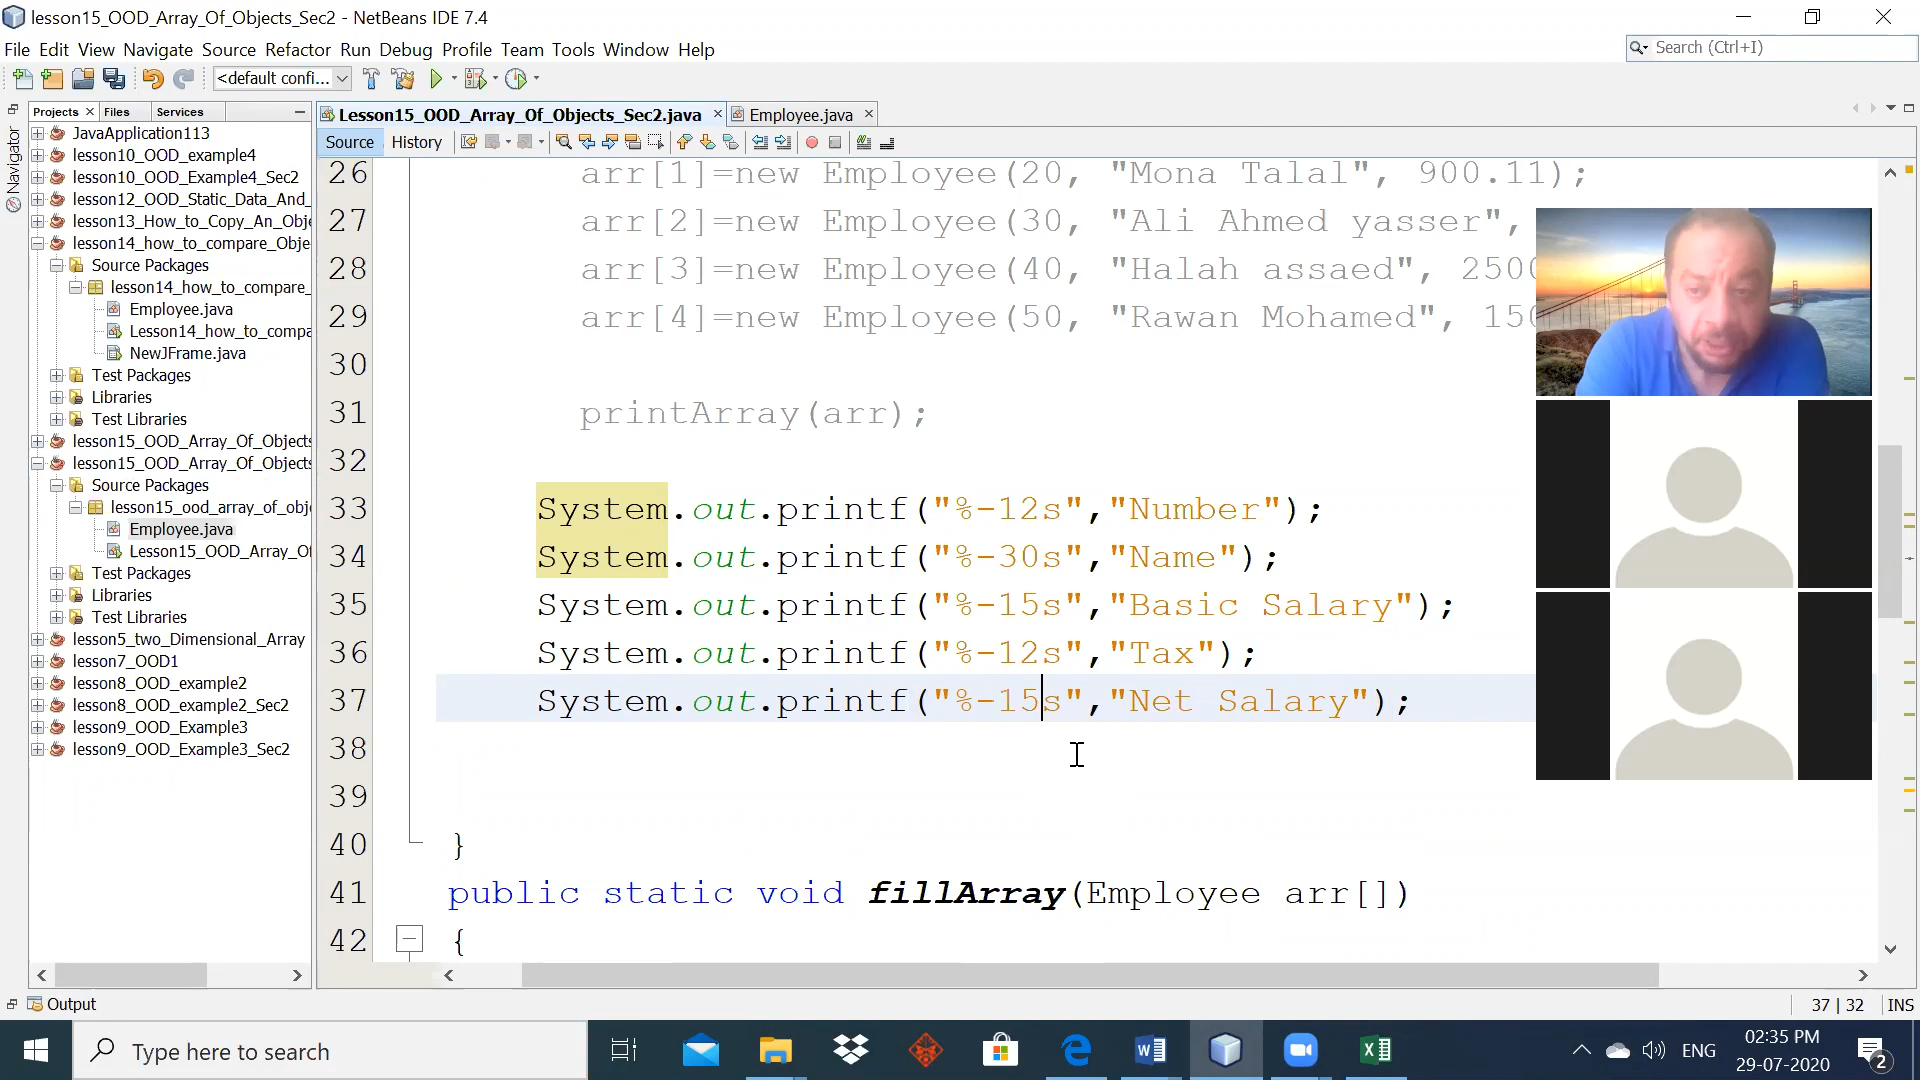 lesson15_OOD_Array_Of_Objects_Sec2 - NetBeans IDE 7.4
File Edit View Navigate Source Refactor Run Debug Profile Team Tools Window Help
Search (Ctrl+I)
<default confi...
Projects Files Services
Navigator
JavaApplication113
lesson10_OOD_example4
lesson10_OOD_Example4_Sec2
lesson12_OOD_Static_Data_And_
lesson13_How_to_Copy_An_Obje
lesson14_how_to_compare_Obje
Source Packages
lesson14_how_to_compare_
Employee.java
Lesson14_how_to_compa
NewJFrame.java
Test Packages
Libraries
Test Libraries
lesson15_OOD_Array_Of_Objects
lesson15_OOD_Array_Of_Objects
Source Packages
lesson15_ood_array_of_obj
Employee.java
Lesson15_OOD_Array_Of
Test Packages
Libraries
Test Libraries
lesson5_two_Dimensional_Array
lesson7_OOD1
lesson8_OOD_example2
lesson8_OOD_example2_Sec2
lesson9_OOD_Example3
lesson9_OOD_Example3_Sec2
Lesson15_OOD_Array_Of_Objects_Sec2.java Employee.java
Source History
26 arr[1]=new Employee(20, "Mona Talal", 900.11);
27 arr[2]=new Employee(30, "Ali Ahmed yasser",
28 arr[3]=new Employee(40, "Halah assaed", 2500
29 arr[4]=new Employee(50, "Rawan Mohamed", 150
30
31 printArray(arr);
32
33 System.out.printf("%-12s","Number");
34 System.out.printf("%-30s","Name");
35 System.out.printf("%-15s","Basic Salary");
36 System.out.printf("%-12s","Tax");
37 System.out.printf("%-15s","Net Salary");
38
39
40 }
41 public static void fillArray(Employee arr[])
42 {
Output
37 | 32 INS
Type here to search
ENG
02:35 PM
29-07-2020
2